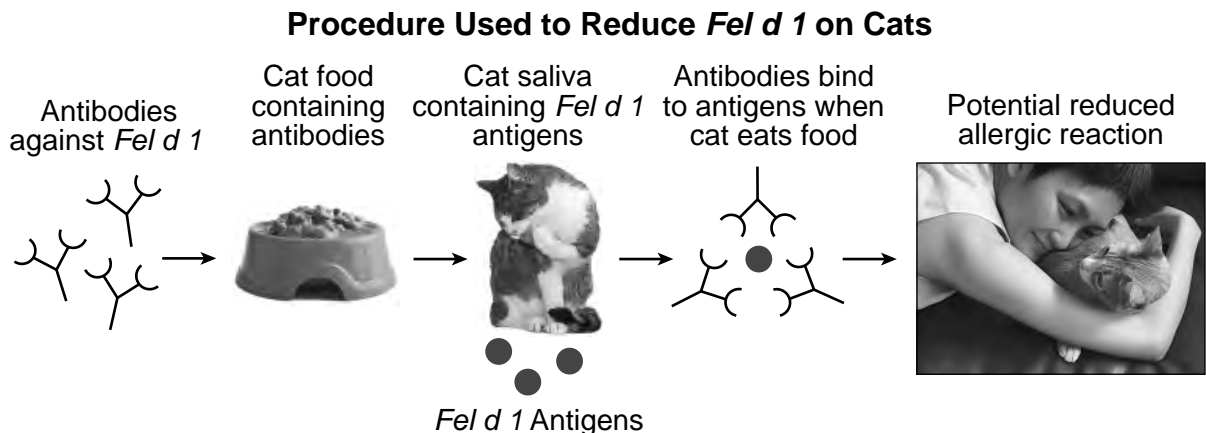 Procedure Used to Reduce Fel d 1 on Cats
Antibodies
against Fel d 1
Cat food
containing
antibodies
Cat saliva
containing Fel d 1
antigens
Antibodies bind
to antigens when
cat eats food
Potential reduced
allergic reaction
Fel d 1 Antigens